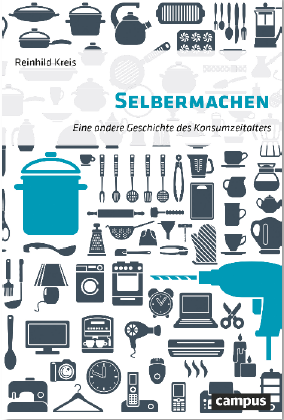 Reinhild Kreis
SELBERMACHEN
Eine andere Geschichte des Konsumzeitalters
campus